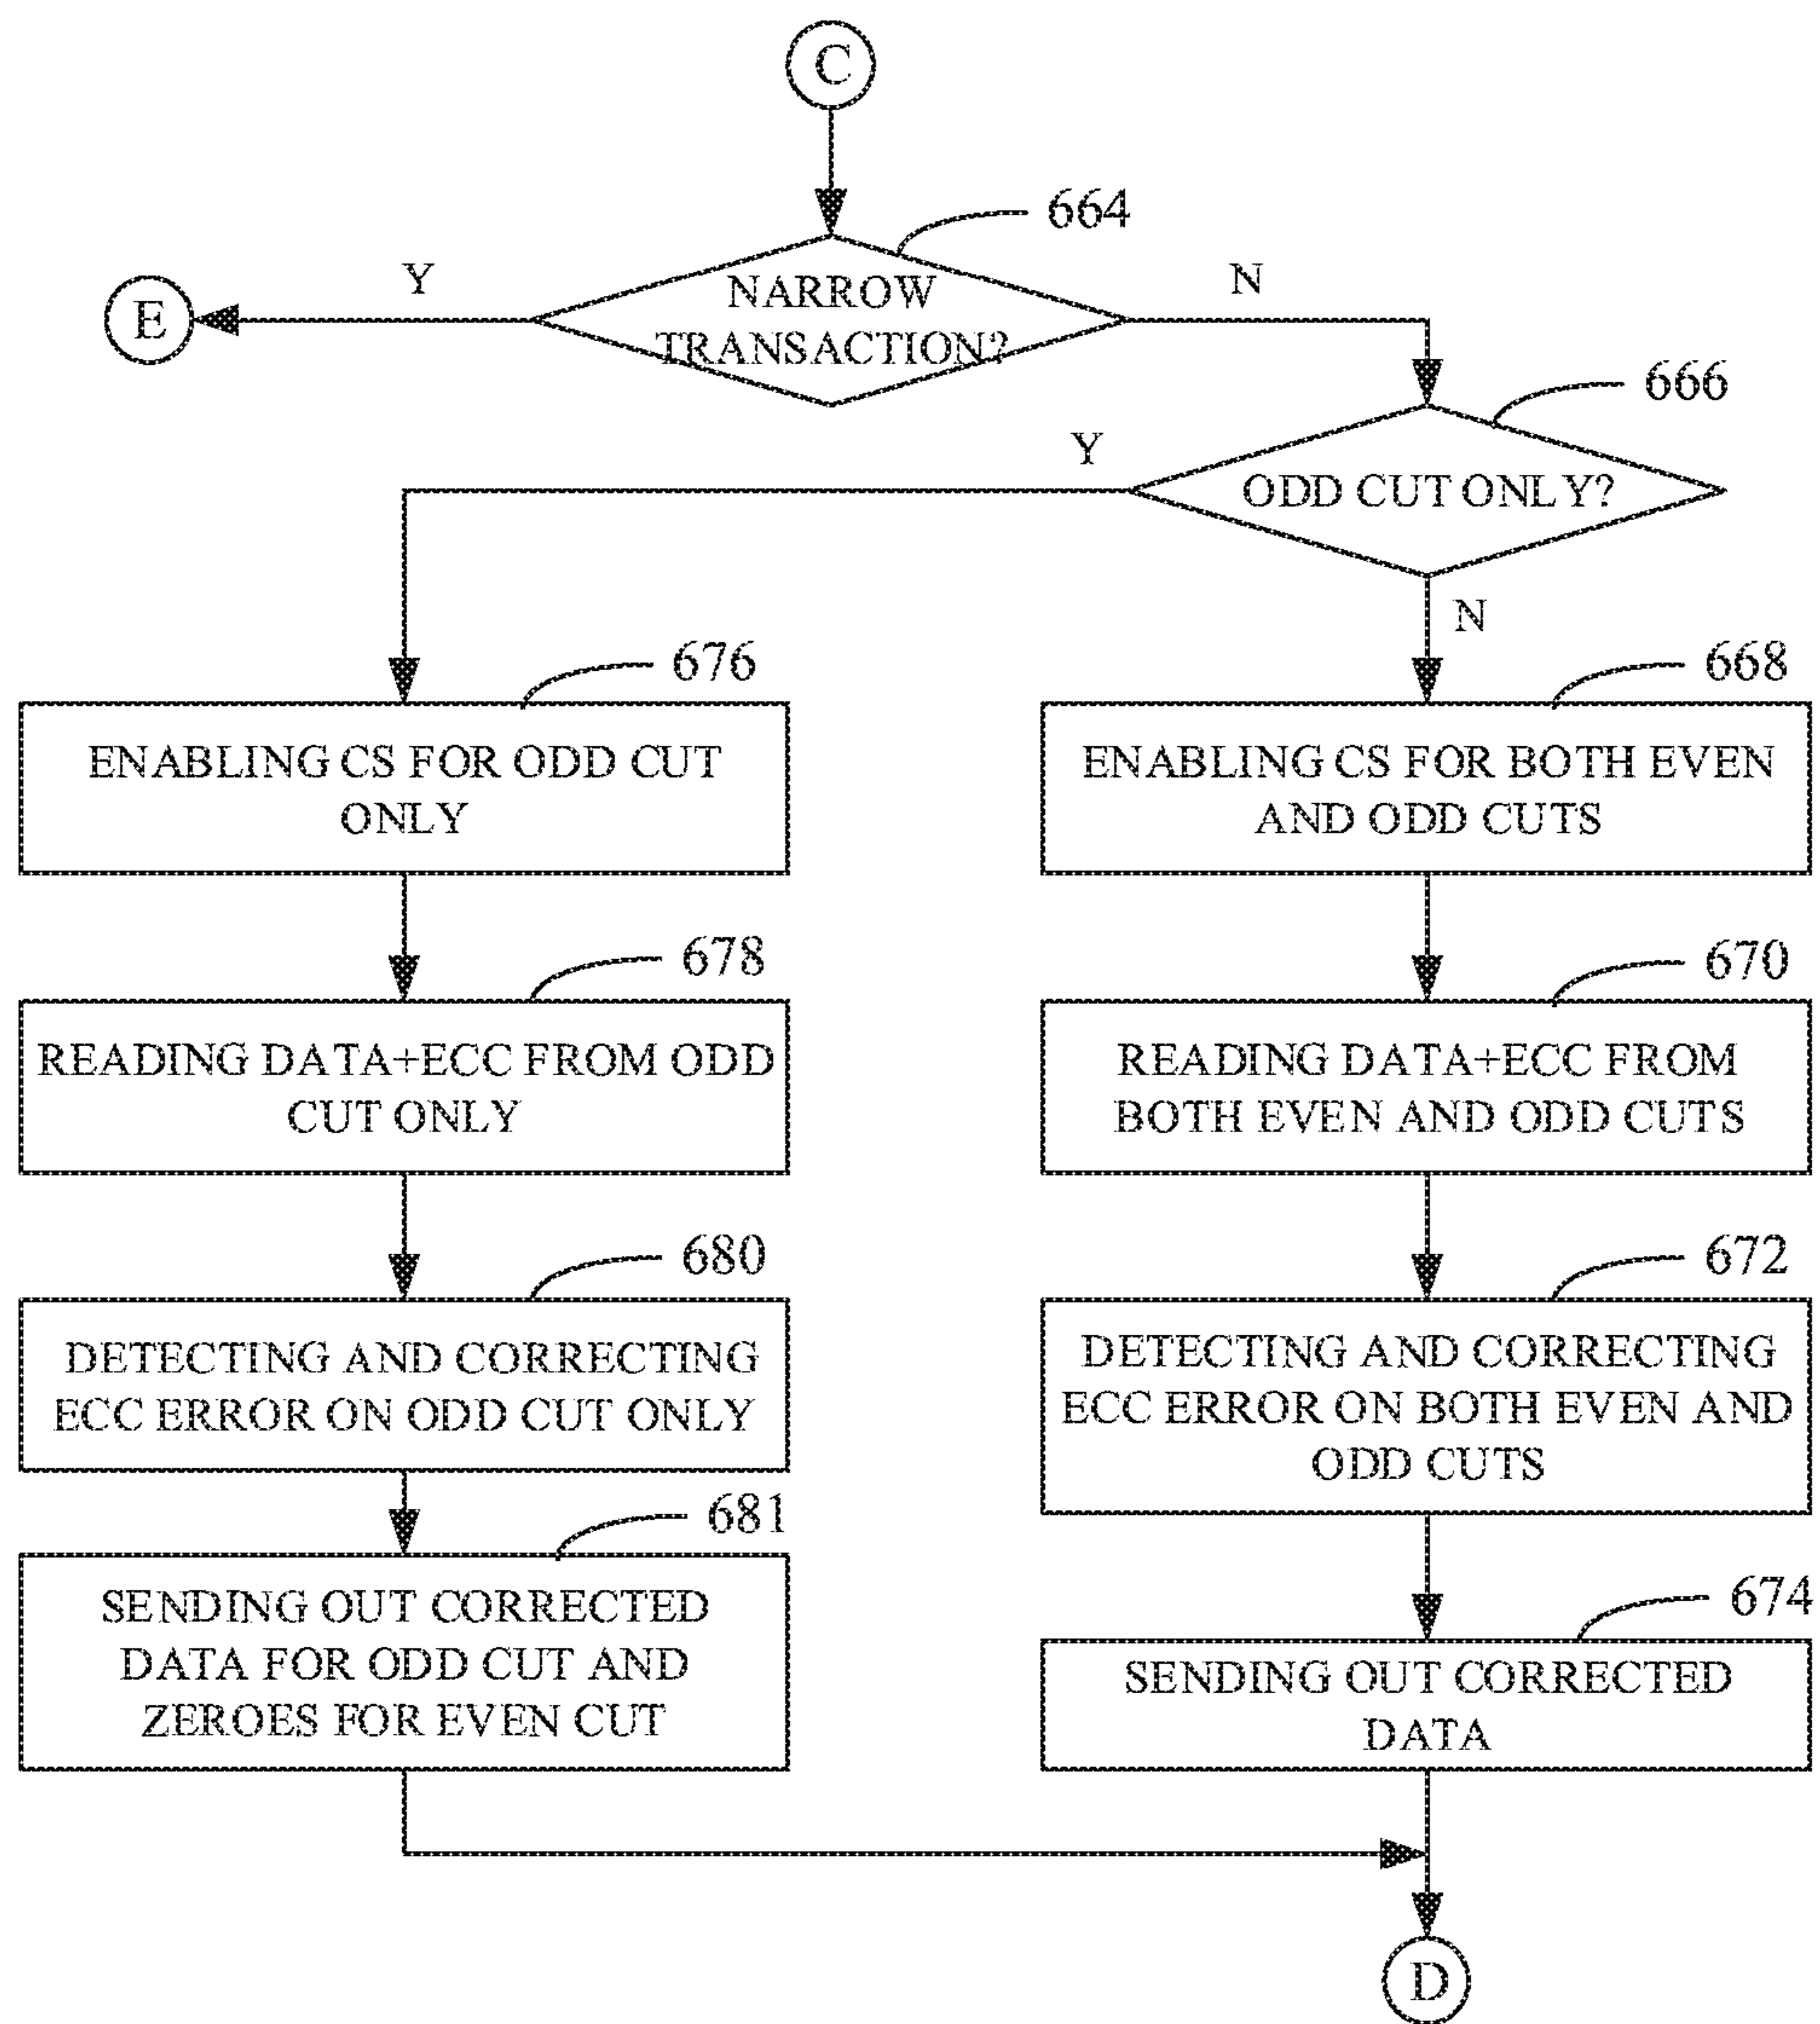 C
664
Y
NARROW
N
E
TRANSACTION?
666
Y
ODD CUT ONLY?
N
676
668
ENABLING CS FOR ODD CUT
ONLY
ENABLING CS FOR BOTH EVEN
AND ODD CUTS
678
670
READING DATA+ECC FROM ODD
CUT ONLY
READING DATA+ECC FROM
BOTH EVEN AND ODD CUTS
680
672
DETECTING AND CORRECTING
ECC ERROR ON ODD CUT ONLY
DETECTING AND CORRECTING
ECC ERROR ON BOTH EVEN AND
ODD CUTS
681
674
SENDING OUT CORRECTED
DATA FOR ODD CUT AND
ZEROES FOR EVEN CUT
SENDING OUT CORRECTED
DATA
D